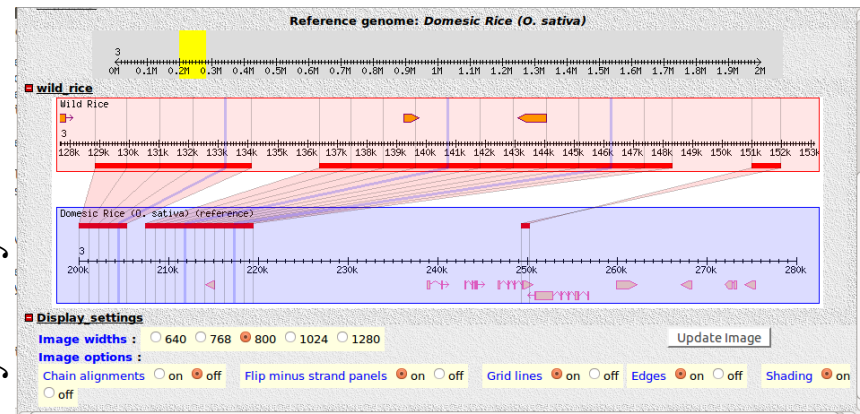 Reference genome: Domesic Rice (O. sativa)
3
0M 0.1M 0.2M 0.3M 0.4M 0.5M 0.6M 0.7M 0.8M 0.9M 1M 1.1M 1.2M 1.3M 1.4M 1.5M 1.6M 1.7M 1.8M 1.9M 2M
wild_rice
Wild Rice
3
128k 129k 130k 131k 132k 133k 134k 135k 136k 137k 138k 139k 140k 141k 142k 143k 144k 145k 146k 147k 148k 149k 150k 151k 152k 153k
Domesic Rice (O. sativa) (reference)
3
200k 210k 220k 230k 240k 250k 260k 270k 280k
Display_settings
Image widths : 640 768 800 1024 1280 Update Image
Image options :
Chain alignments on off Flip minus strand panels on off Grid lines on off Edges on off Shading on
off